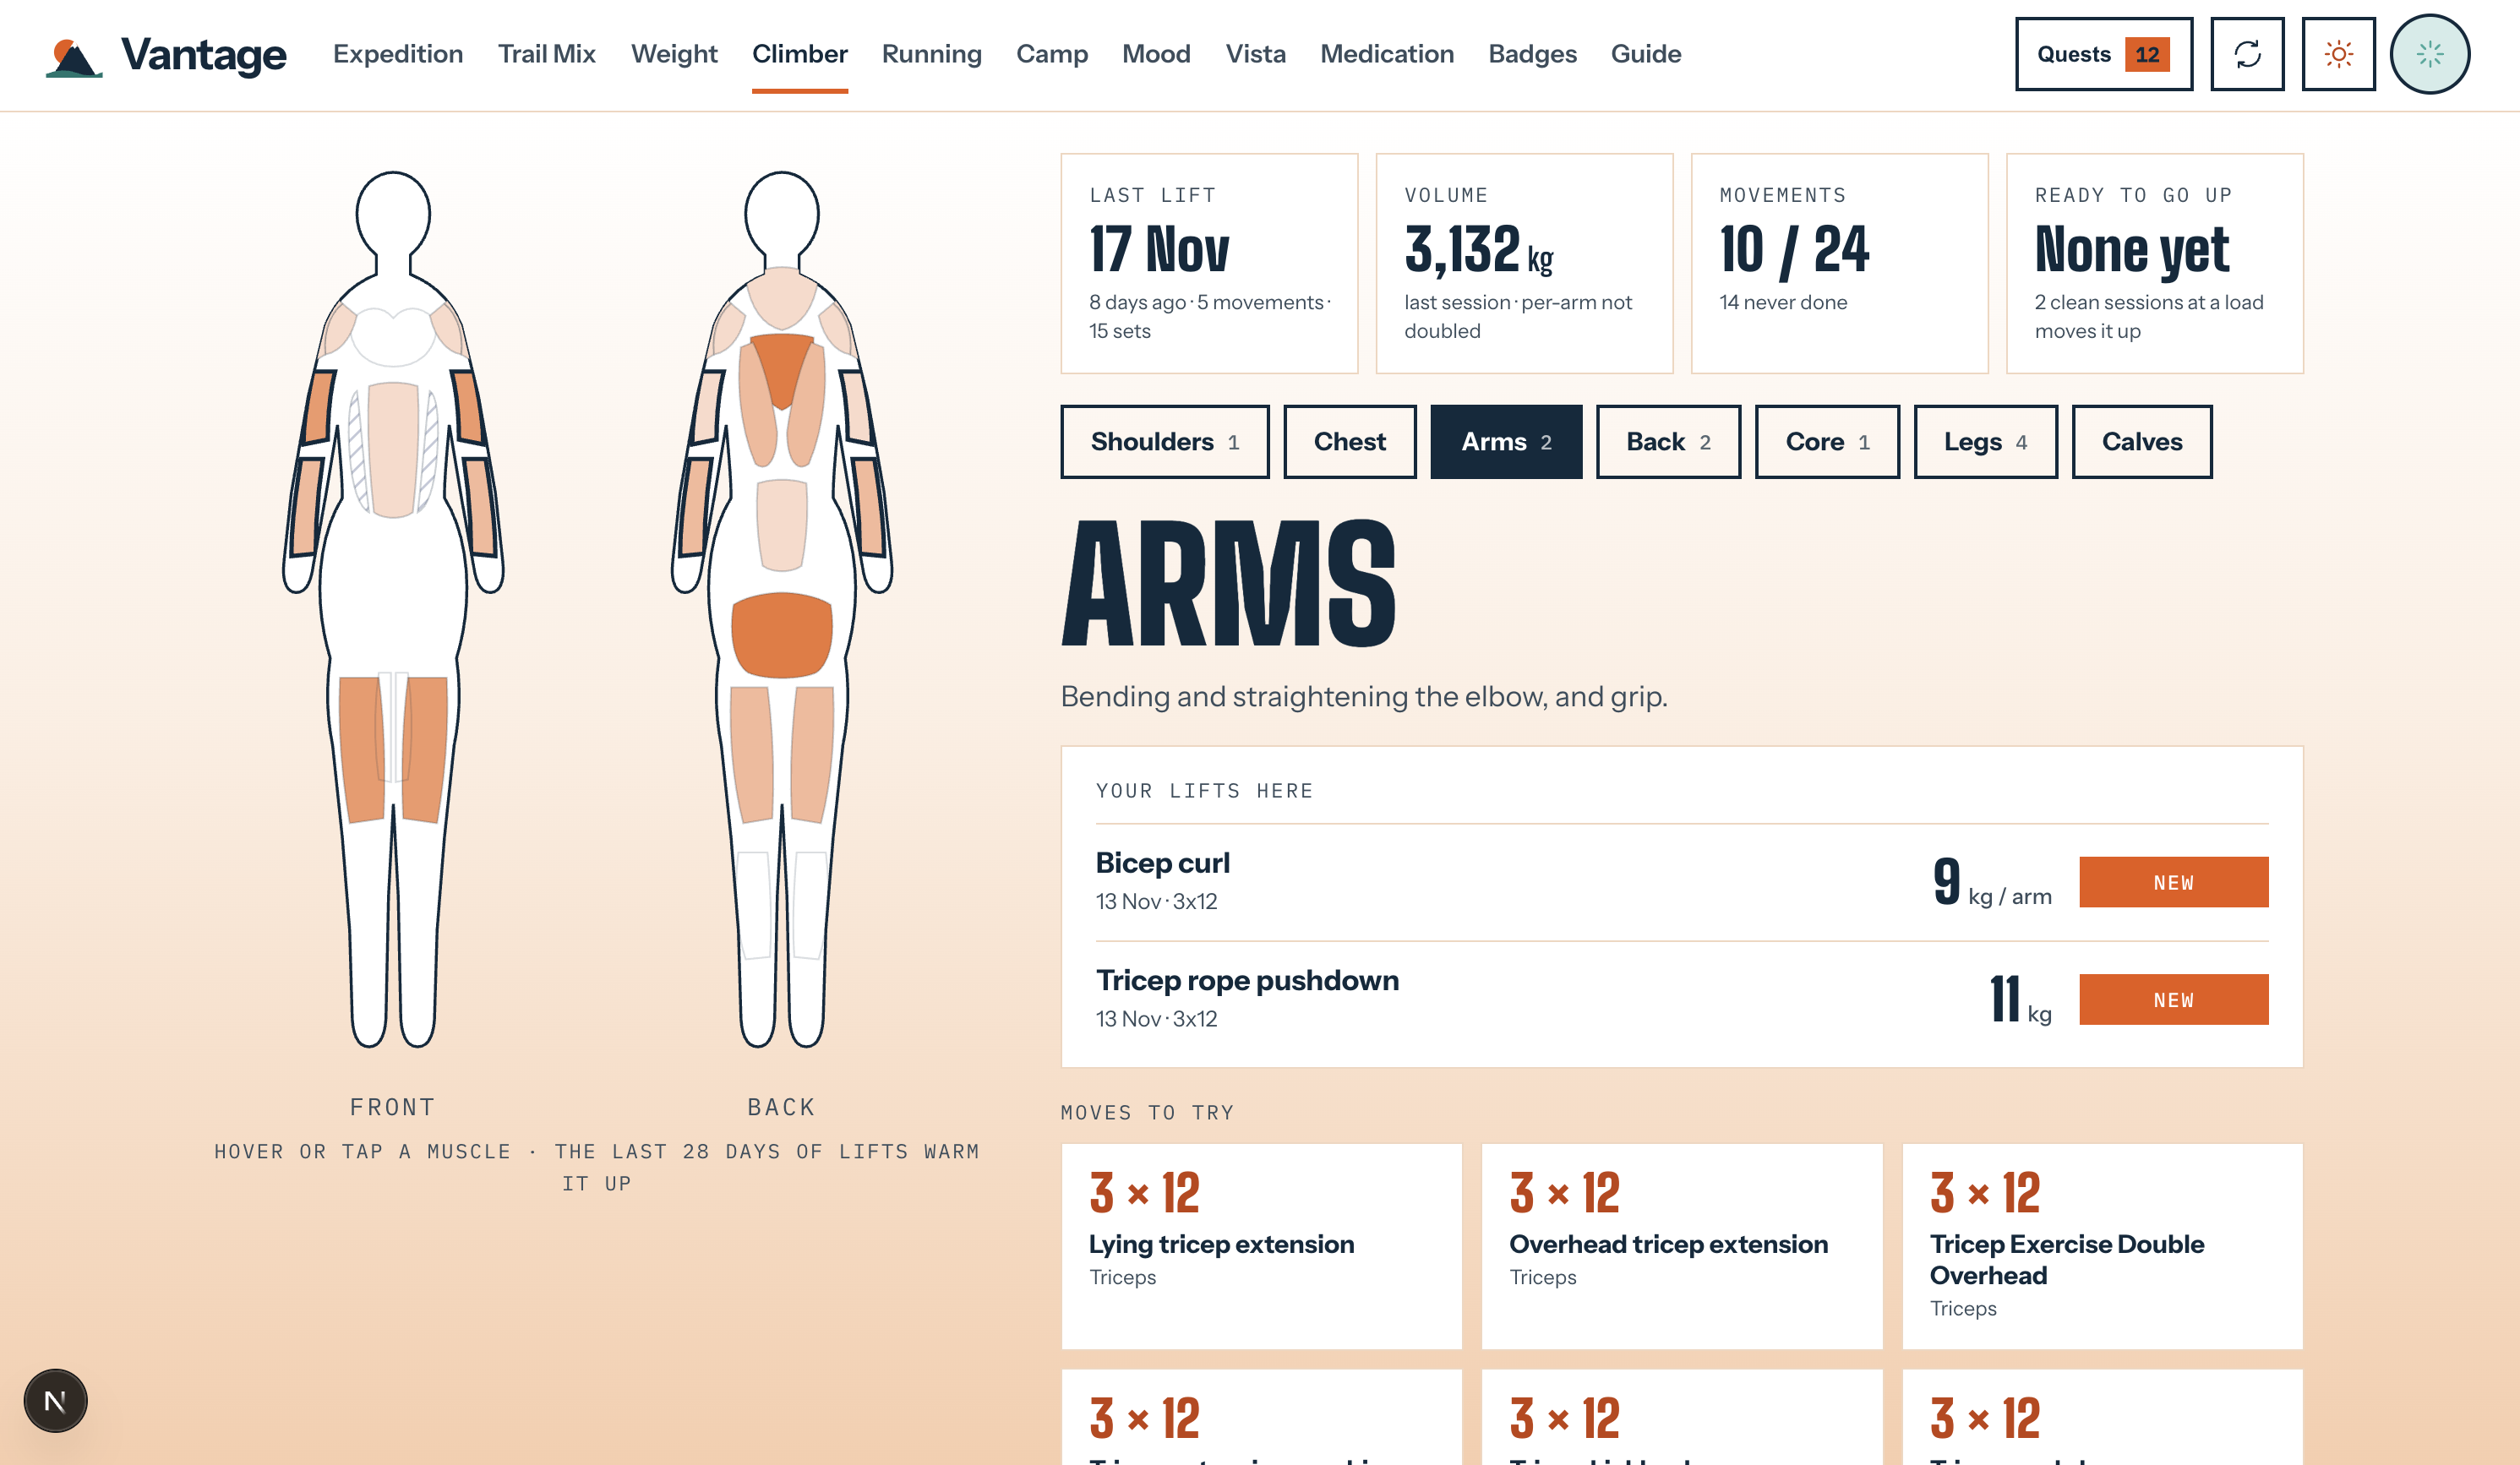 Vantage
Expedition Trail Mix Weight Climber Running Camp Mood Vista Medication Badges Guide
Quests 12
LAST LIFT
17 Nov
8 days ago · 5 movements ·
15 sets
VOLUME
3,132 kg
last session · per-arm not
doubled
MOVEMENTS
10 / 24
14 never done
READY TO GO UP
None yet
2 clean sessions at a load
moves it up
Shoulders 1
Chest
Arms 2
Back 2
Core 1
Legs 4
Calves
ARMS
Bending and straightening the elbow, and grip.
YOUR LIFTS HERE
Bicep curl
13 Nov · 3x12
9 kg / arm
NEW
Tricep rope pushdown
13 Nov · 3x12
11 kg
NEW
FRONT
BACK
HOVER OR TAP A MUSCLE · THE LAST 28 DAYS OF LIFTS WARM
IT UP
MOVES TO TRY
3 × 12
Lying tricep extension
Triceps
3 × 12
Overhead tricep extension
Triceps
3 × 12
Tricep Exercise Double
Overhead
Triceps
3 × 12
3 × 12
3 × 12
N